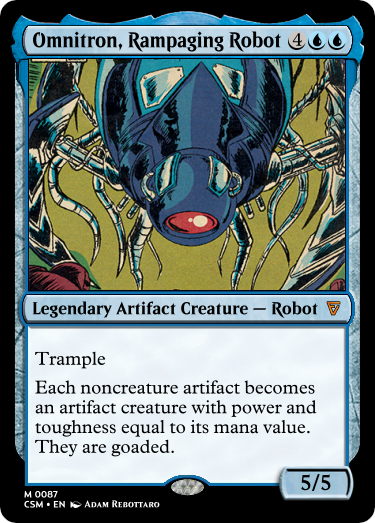 Omnitron, Rampaging Robot 4
Legendary Artifact Creature — Robot
Trample
Each noncreature artifact becomes
an artifact creature with power and
toughness equal to its mana value.
They are goaded.
5/5
M 0087
CSM • EN Adam Rebottaro